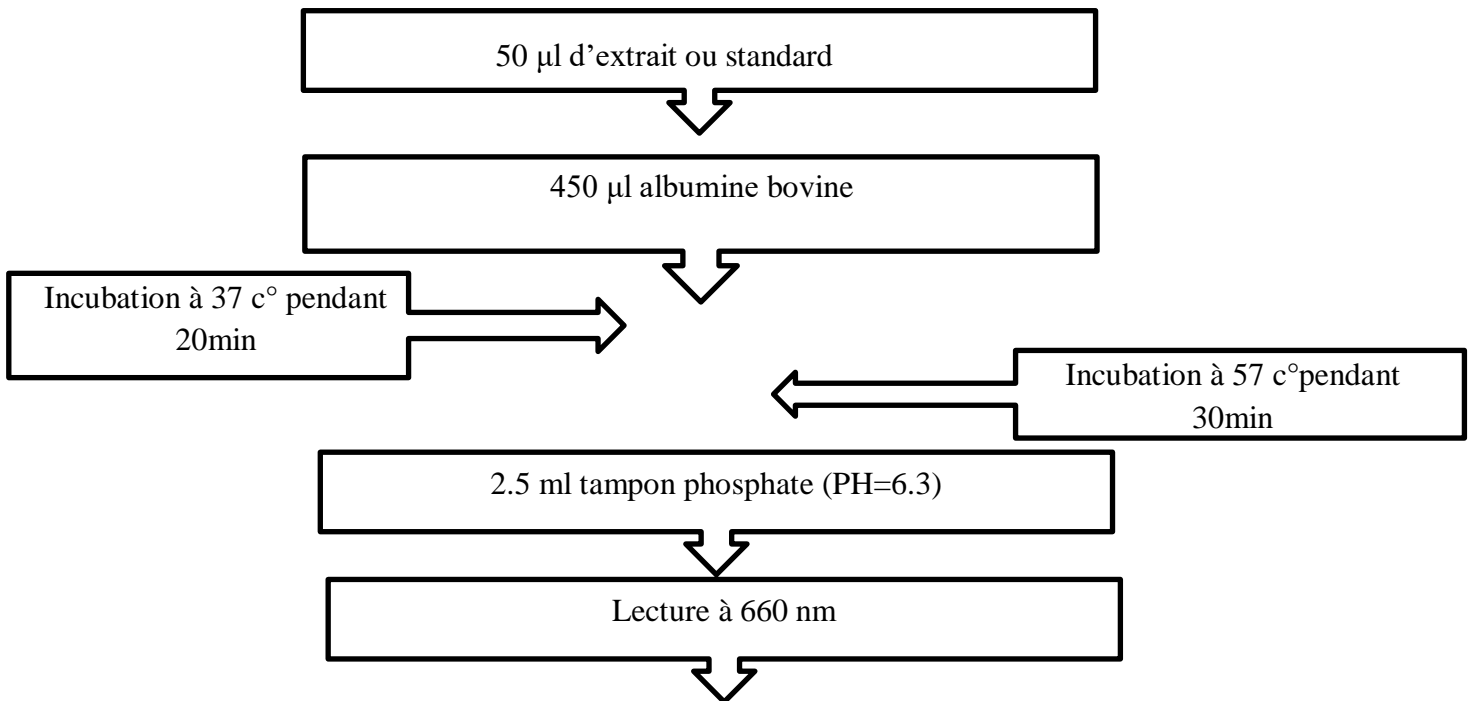 50 μl d’extrait ou standard
450 μl albumine bovine
Incubation à 37 c° pendant
20min
Incubation à 57 c°pendant
30min
2.5 ml tampon phosphate (PH=6.3)
Lecture à 660 nm